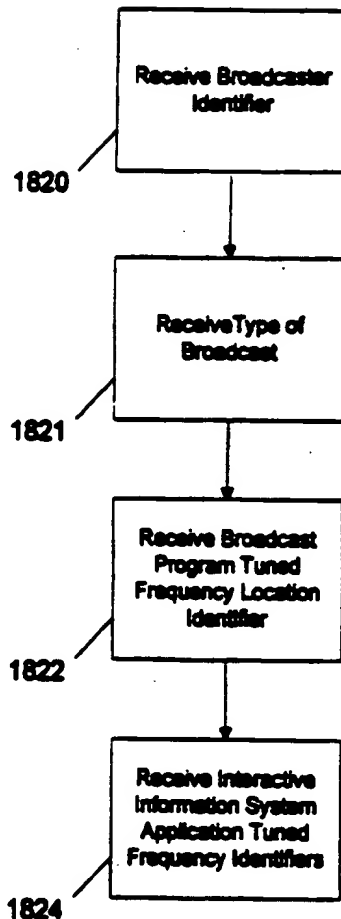 Receive Broadcaster
Identifier
1820
ReceiveType of
Broadcast
1821
Receive Broadcast
Program Tuned
Frequency Location
Identifier
1822
Receive Interactive
Information System
Application Tuned
Frequency Identifiers
1824